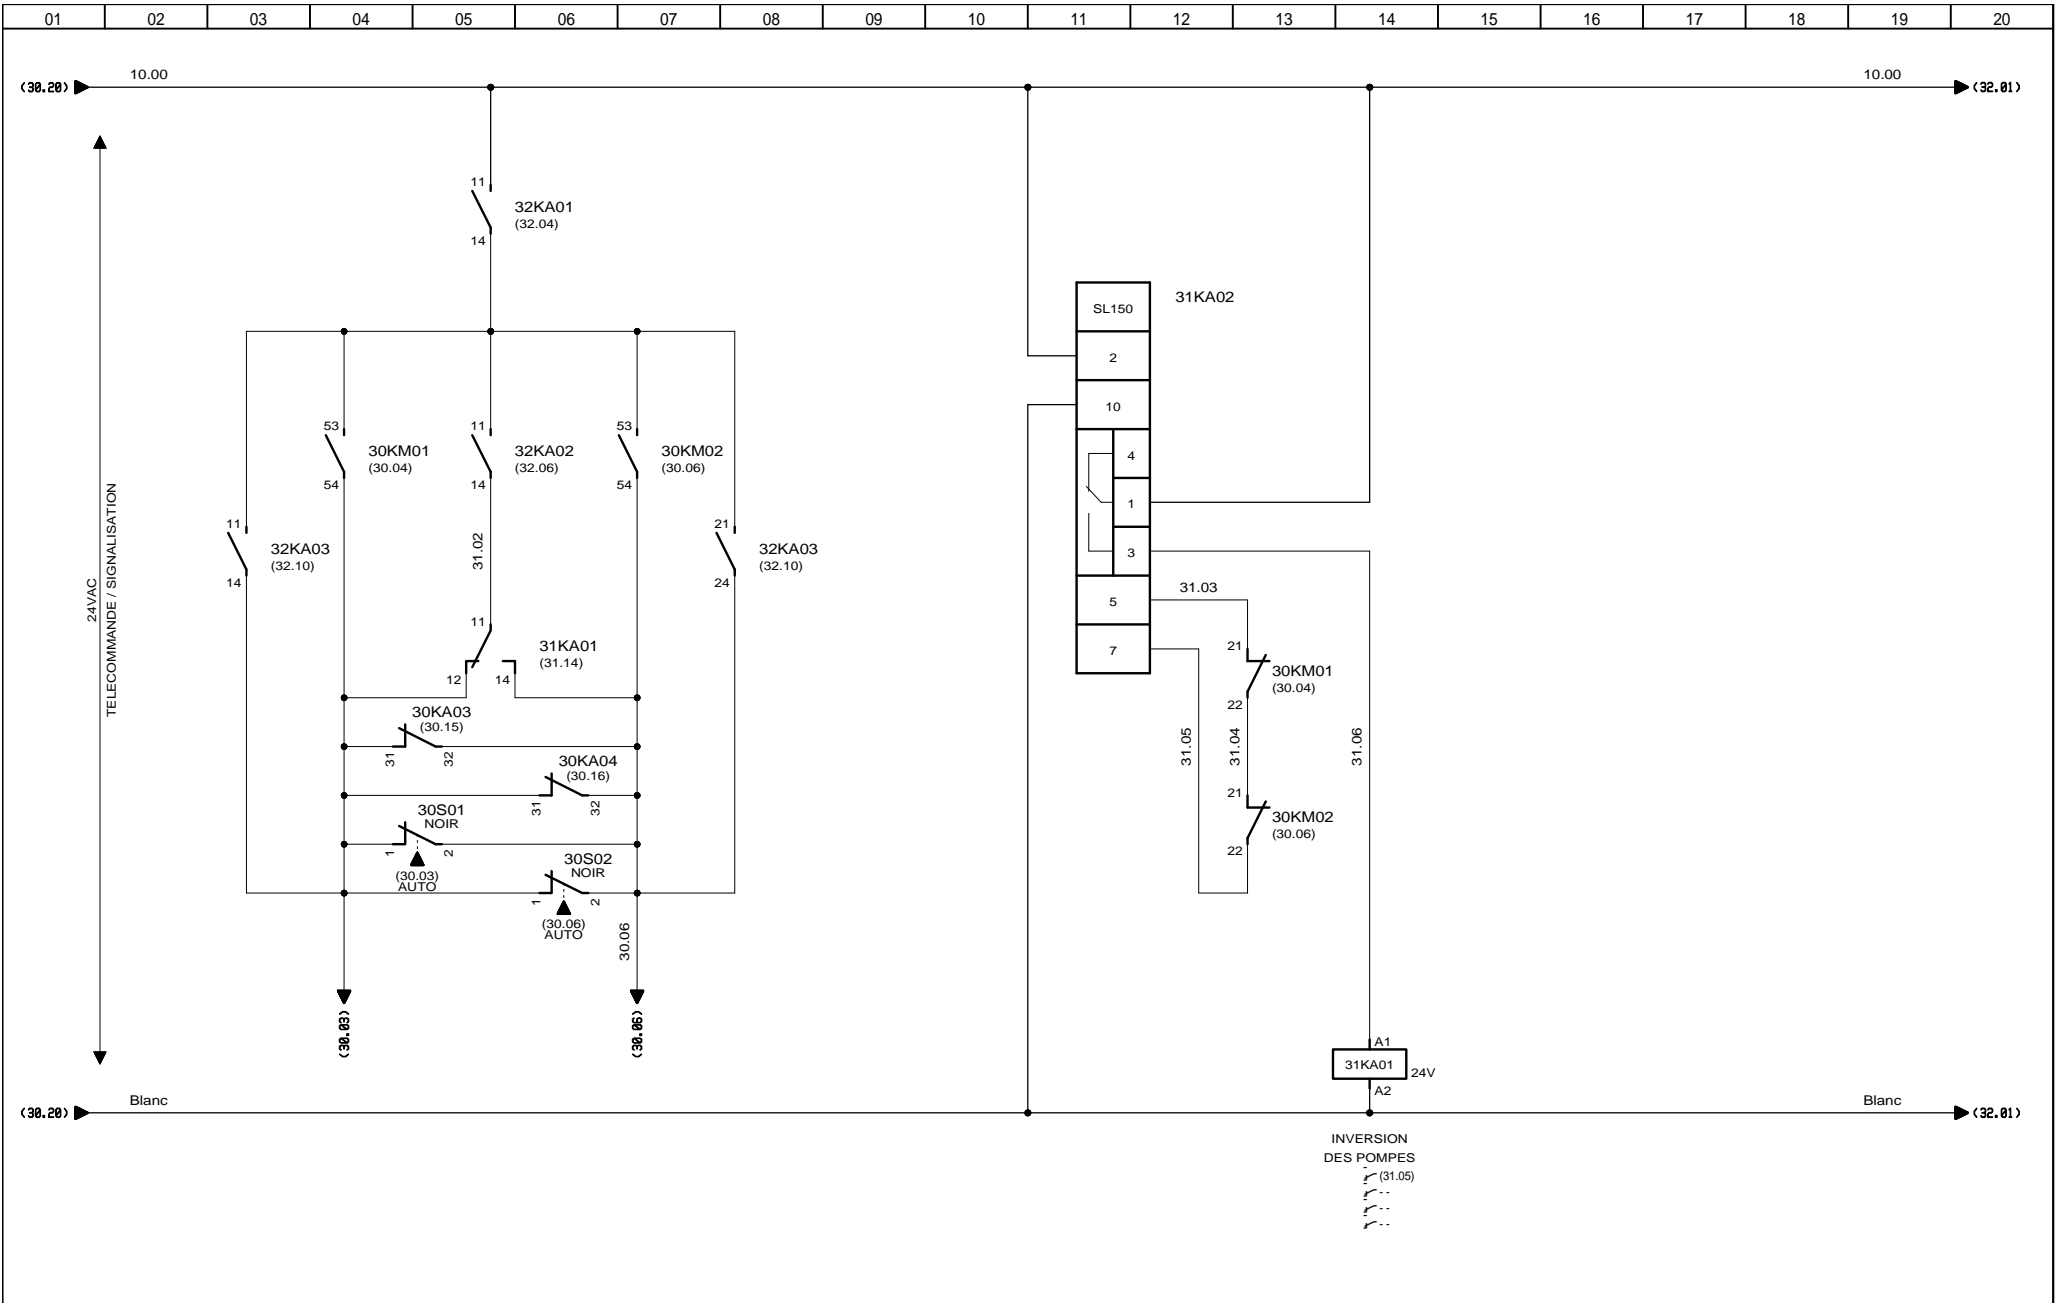 01 02 03 04 05 06 07 08 09 10 11 12 13 14 15 16 17 18 19 20
10.00 10.00
(30.20) (32.01)
11
32KA01
(32.04)
14
31KA02
SL150
2
10
4
1
3
5
7
53
30KM01
(30.04)
54
11
32KA02
(32.06)
14
53
30KM02
(30.06)
54
11
32KA03
(32.10)
14
31.02
21
32KA03
(32.10)
24
24VAC
TELECOMMANDE / SIGNALISATION
11
31KA01
(31.14)
12 14
30KA03
(30.15)
31 32
30KA04
(30.16)
31 32
30S01
NOIR
1 2
(30.03)
AUTO
30S02
NOIR
1 2
(30.06)
AUTO
30.06
(30.03)
(30.06)
31.03
21
30KM01
(30.04)
22
31.05
31.04
31.06
21
30KM02
(30.06)
22
A1
31KA01
24V
A2
Blanc Blanc
(30.20) (32.01)
INVERSION
DES POMPES
(31.05)
--
--
--